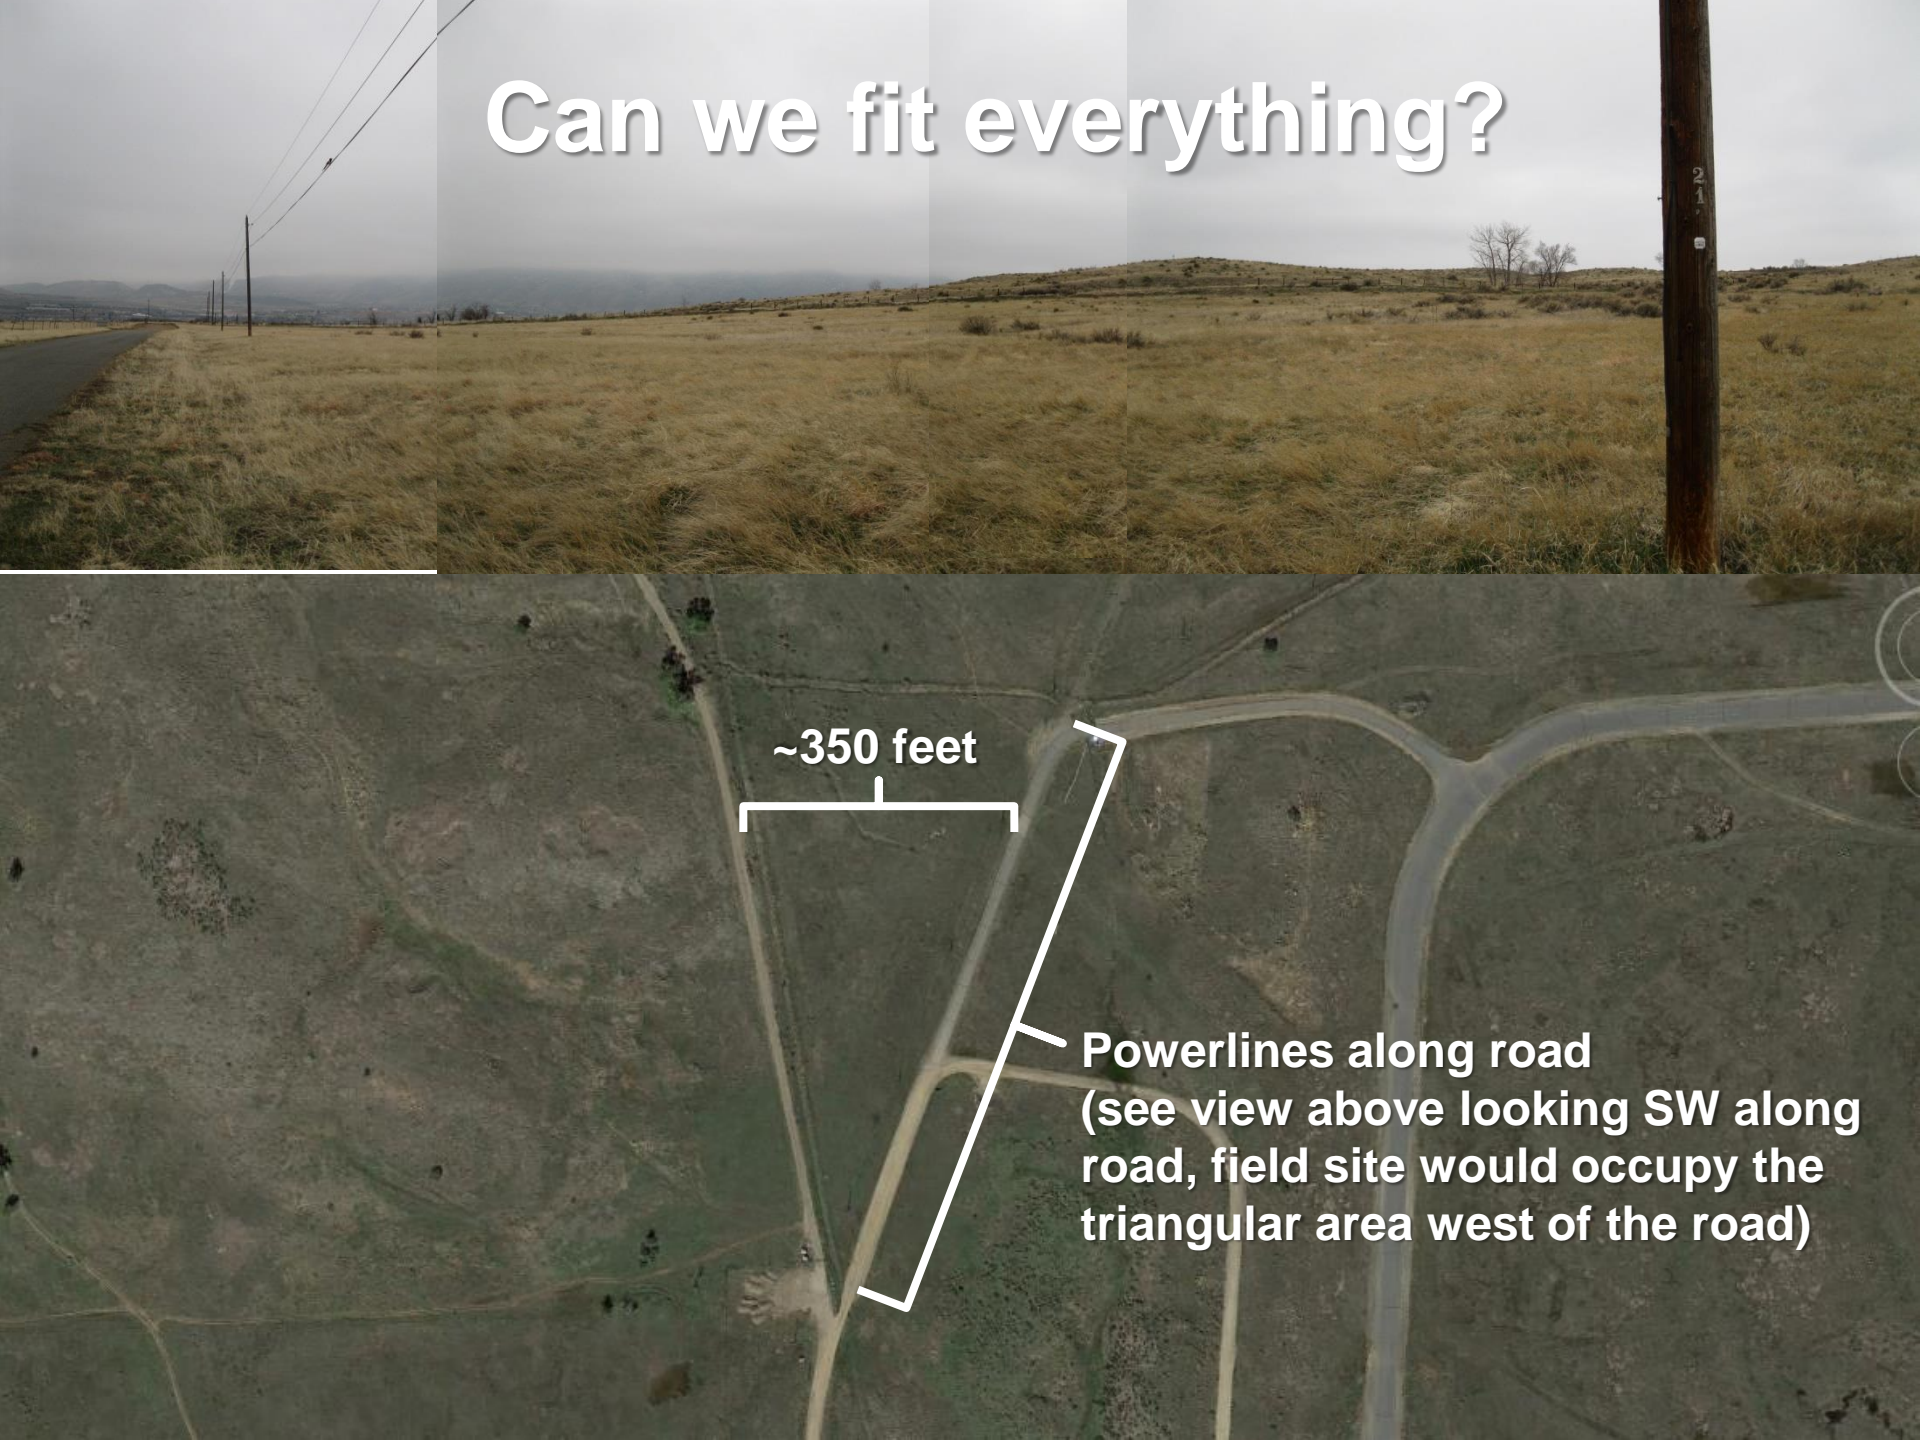 Can we fit everything?
21
~350 feet
Powerlines along road
(see view above looking SW along
road, field site would occupy the
triangular area west of the road)